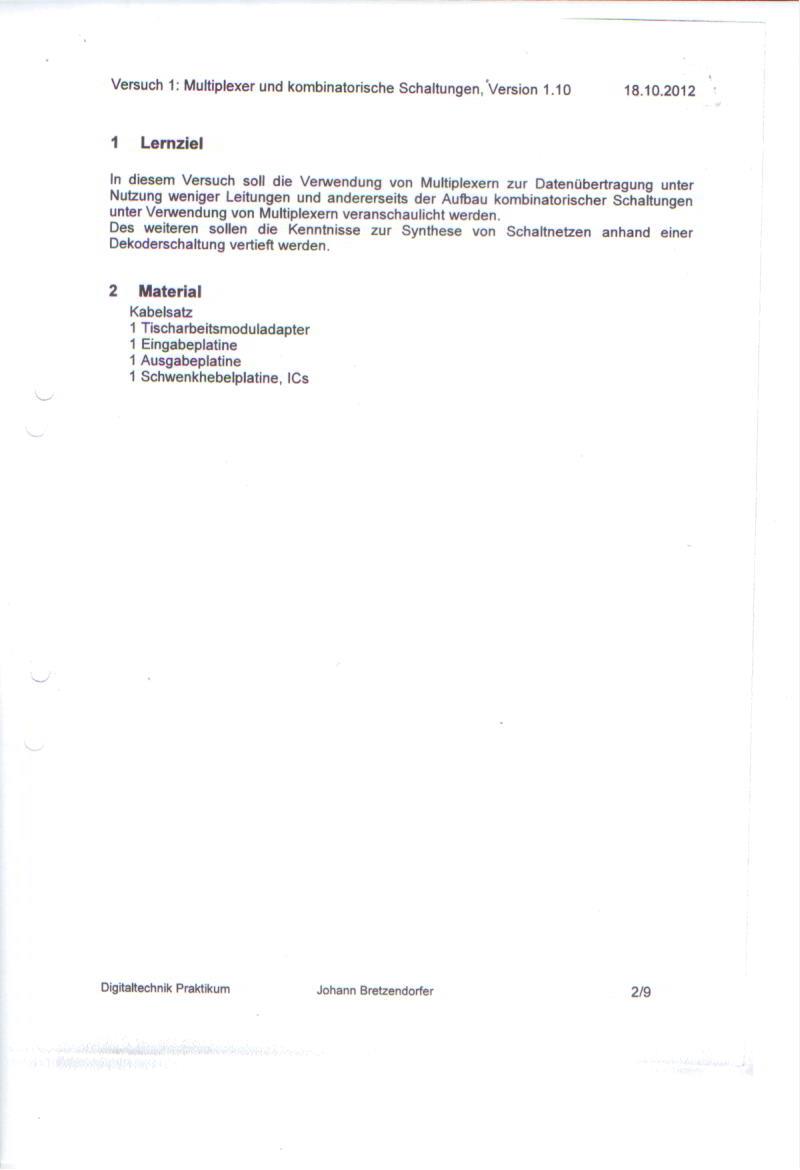 Versuch 1: Multiplexer und kombinatorische Schaltungen, Version 1.10 18.10.2012
1 Lernziel
In diesem Versuch soll die Verwendung von Multiplexern zur Datenübertragung unter
Nutzung weniger Leitungen und andererseits der Aufbau kombinatorischer Schaltungen
unter Verwendung von Multiplexern veranschaulicht werden.
Des weiteren sollen die Kenntnisse zur Synthese von Schaltnetzen anhand einer
Dekoderschaltung vertieft werden.
2 Material
Kabelsatz
1 Tischarbeitsmoduladapter
1 Eingabeplatine
1 Ausgabeplatine
1 Schwenkhebelplatine, ICs
Digitaltechnik Praktikum Johann Bretzendorfer 2/9